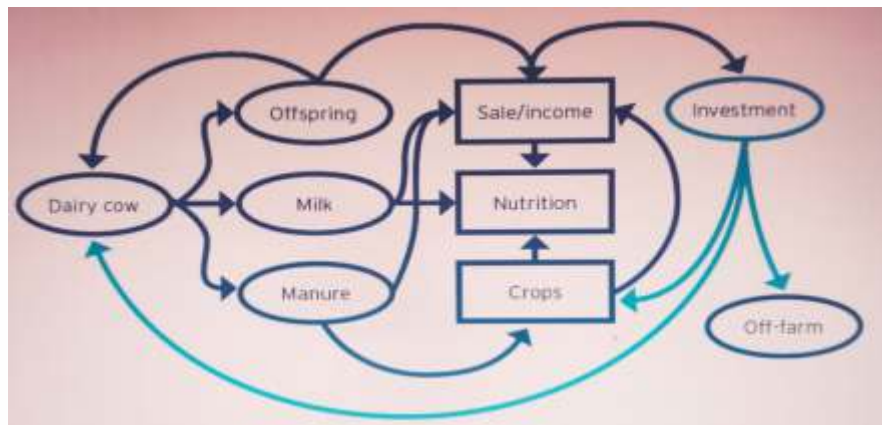 Offspring
Sale/income
Investment
Dairy cow
Milk
Nutrition
Manure
Crops
Off-farm